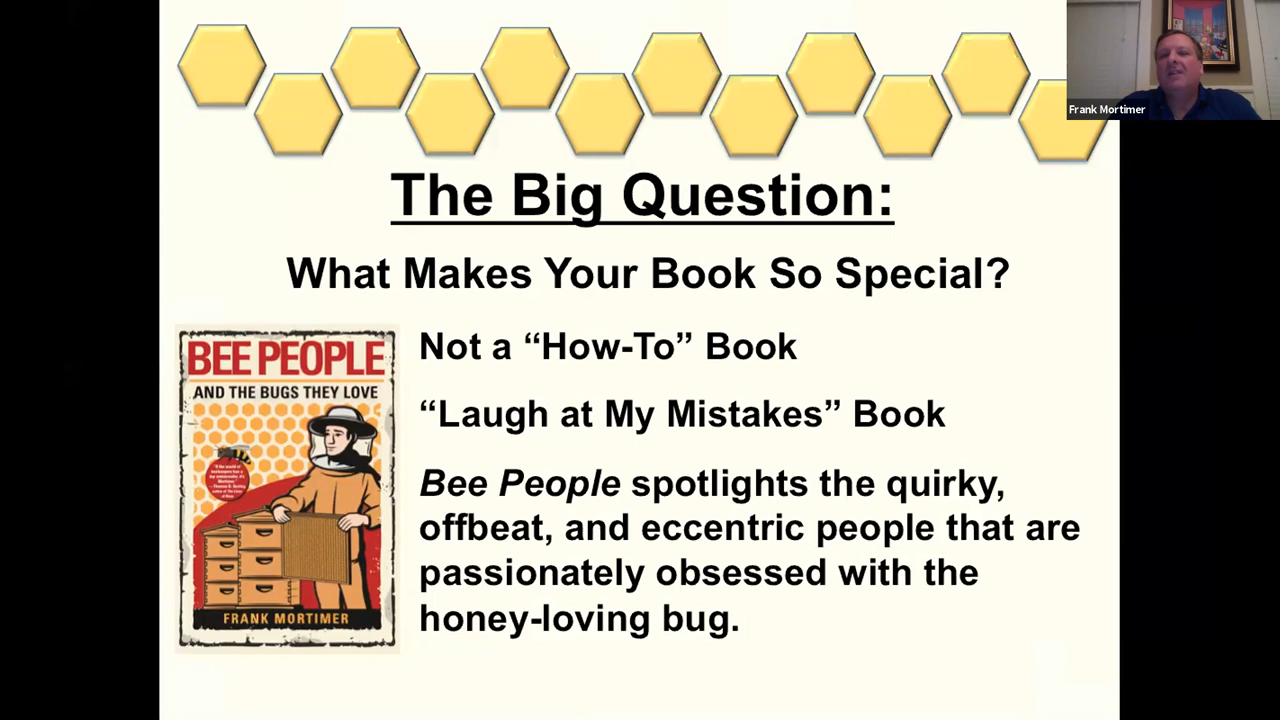 Frank Mortimer
The Big Question:
What Makes Your Book So Special?
Not a “How-To” Book
“Laugh at My Mistakes” Book
Bee People spotlights the quirky,
offbeat, and eccentric people that are
passionately obsessed with the
honey-loving bug.
BEE PEOPLE
AND THE BUGS THEY LOVE
FRANK MORTIMER